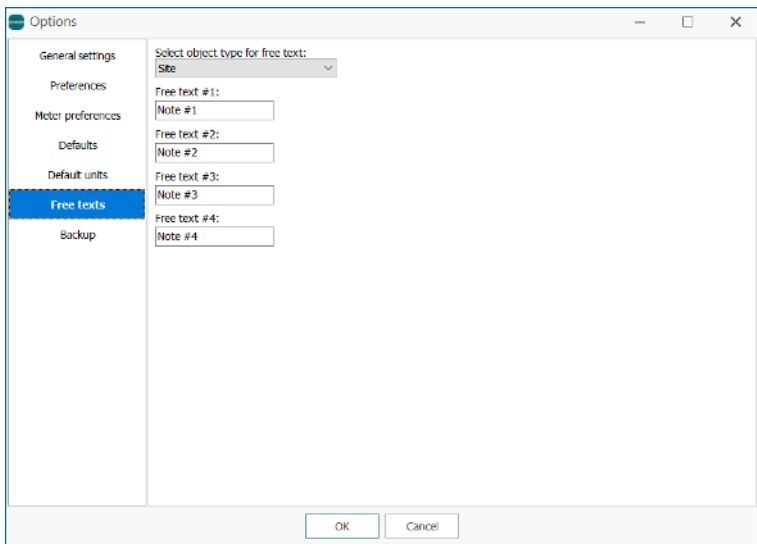 Options
General settings
Preferences
Meter preferences
Defaults
Default units
Free texts
Backup
Select object type for free text:
Site
Free text #1:
Note #1
Free text #2:
Note #2
Free text #3:
Note #3
Free text #4:
Note #4
OK
Cancel